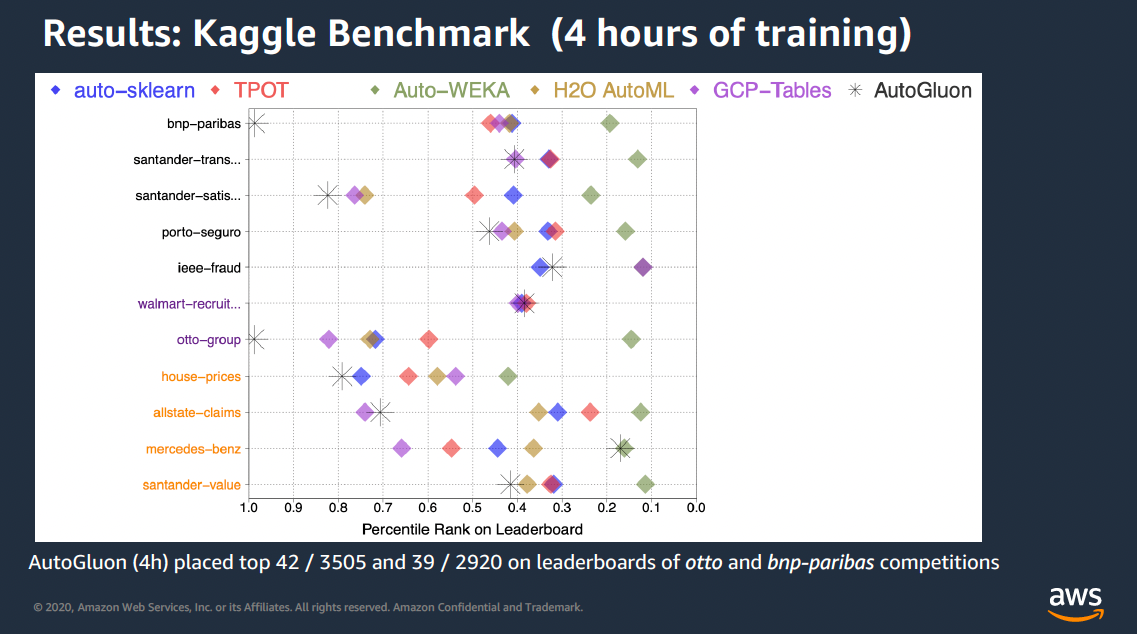 Results: Kaggle Benchmark (4 hours of training)
auto–sklearn TPOT Auto–WEKA H2O AutoML GCP–Tables AutoGluon
bnp–paribas
santander–trans...
santander–satis...
porto–seguro
ieee–fraud
walmart–recruit...
otto–group
house–prices
allstate–claims
mercedes–benz
santander–value
1.0 0.9 0.8 0.7 0.6 0.5 0.4 0.3 0.2 0.1 0.0
Percentile Rank on Leaderboard
AutoGluon (4h) placed top 42 / 3505 and 39 / 2920 on leaderboards of otto and bnp-paribas competitions
© 2020, Amazon Web Services, Inc. or its Affiliates. All rights reserved. Amazon Confidential and Trademark.
aws